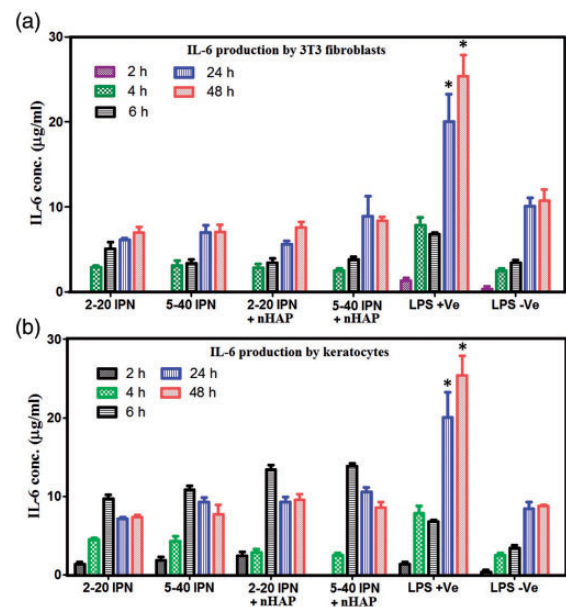 (a)
30
IL-6 production by 3T3 fibroblasts
2 h
24 h
4 h
48 h
6 h
20
10
0
IL-6 conc. (μg/ml)
*
*
2-20 IPN
5-40 IPN
2-20 IPN
+ nHAP
5-40 IPN
+ nHAP
LPS +Ve
LPS -Ve
(b)
30
IL-6 production by keratocytes
2 h
24 h
4 h
48 h
6 h
20
10
0
IL-6 conc. (μg/ml)
*
*
2-20 IPN
5-40 IPN
2-20 IPN
+ nHAP
5-40 IPN
+ nHAP
LPS +Ve
LPS -Ve